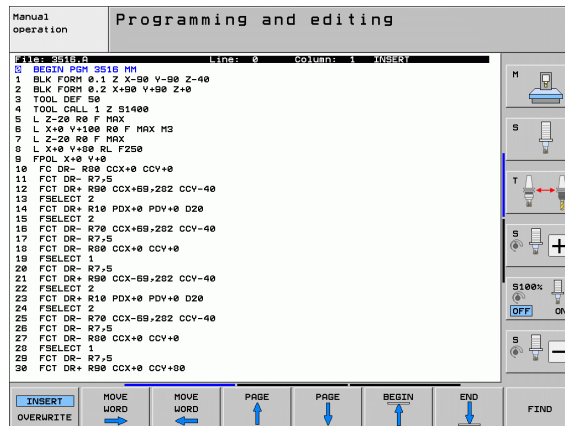 Manual
operation
Programming and editing
File: 3516.A Line: 0 Column: 1 INSERT
0 BEGIN PGM 3516 MM
1 BLK FORM 0.1 Z X-90 Y-90 Z-40
2 BLK FORM 0.2 X+90 Y+90 Z+0
3 TOOL DEF 50
4 TOOL CALL 1 Z S1400
5 L Z-20 R0 F MAX
6 L X+0 Y+100 R0 F MAX M3
7 L Z-20 R0 F MAX
8 L X+0 Y+80 RL F250
9 FPOL X+0 Y+0
10 FC DR- R80 CCX+0 CCY+0
11 FCT DR- R7,5
12 FCT DR+ R90 CCX+69,282 CCY-40
13 FSELECT 2
14 FCT DR+ R10 PDX+0 PDY+0 D20
15 FSELECT 2
16 FCT DR- R70 CCX+69,282 CCY-40
17 FCT DR- R7,5
18 FCT DR- R80 CCX+0 CCY+0
19 FSELECT 1
20 FCT DR- R7,5
21 FCT DR+ R90 CCX-69,282 CCY-40
22 FSELECT 2
23 FCT DR+ R10 PDX+0 PDY+0 D20
24 FSELECT 2
25 FCT DR- R70 CCX-69,282 CCY-40
26 FCT DR- R7,5
27 FCT DR- R80 CCX+0 CCY+0
28 FSELECT 1
29 FCT DR- R7,5
30 FCT DR+ R90 CCX+0 CCY+80
M
S
T
S
S100%
OFF ON
S
INSERT
OVERWRITE
MOVE
WORD
MOVE
WORD
PAGE
PAGE
BEGIN
END
FIND